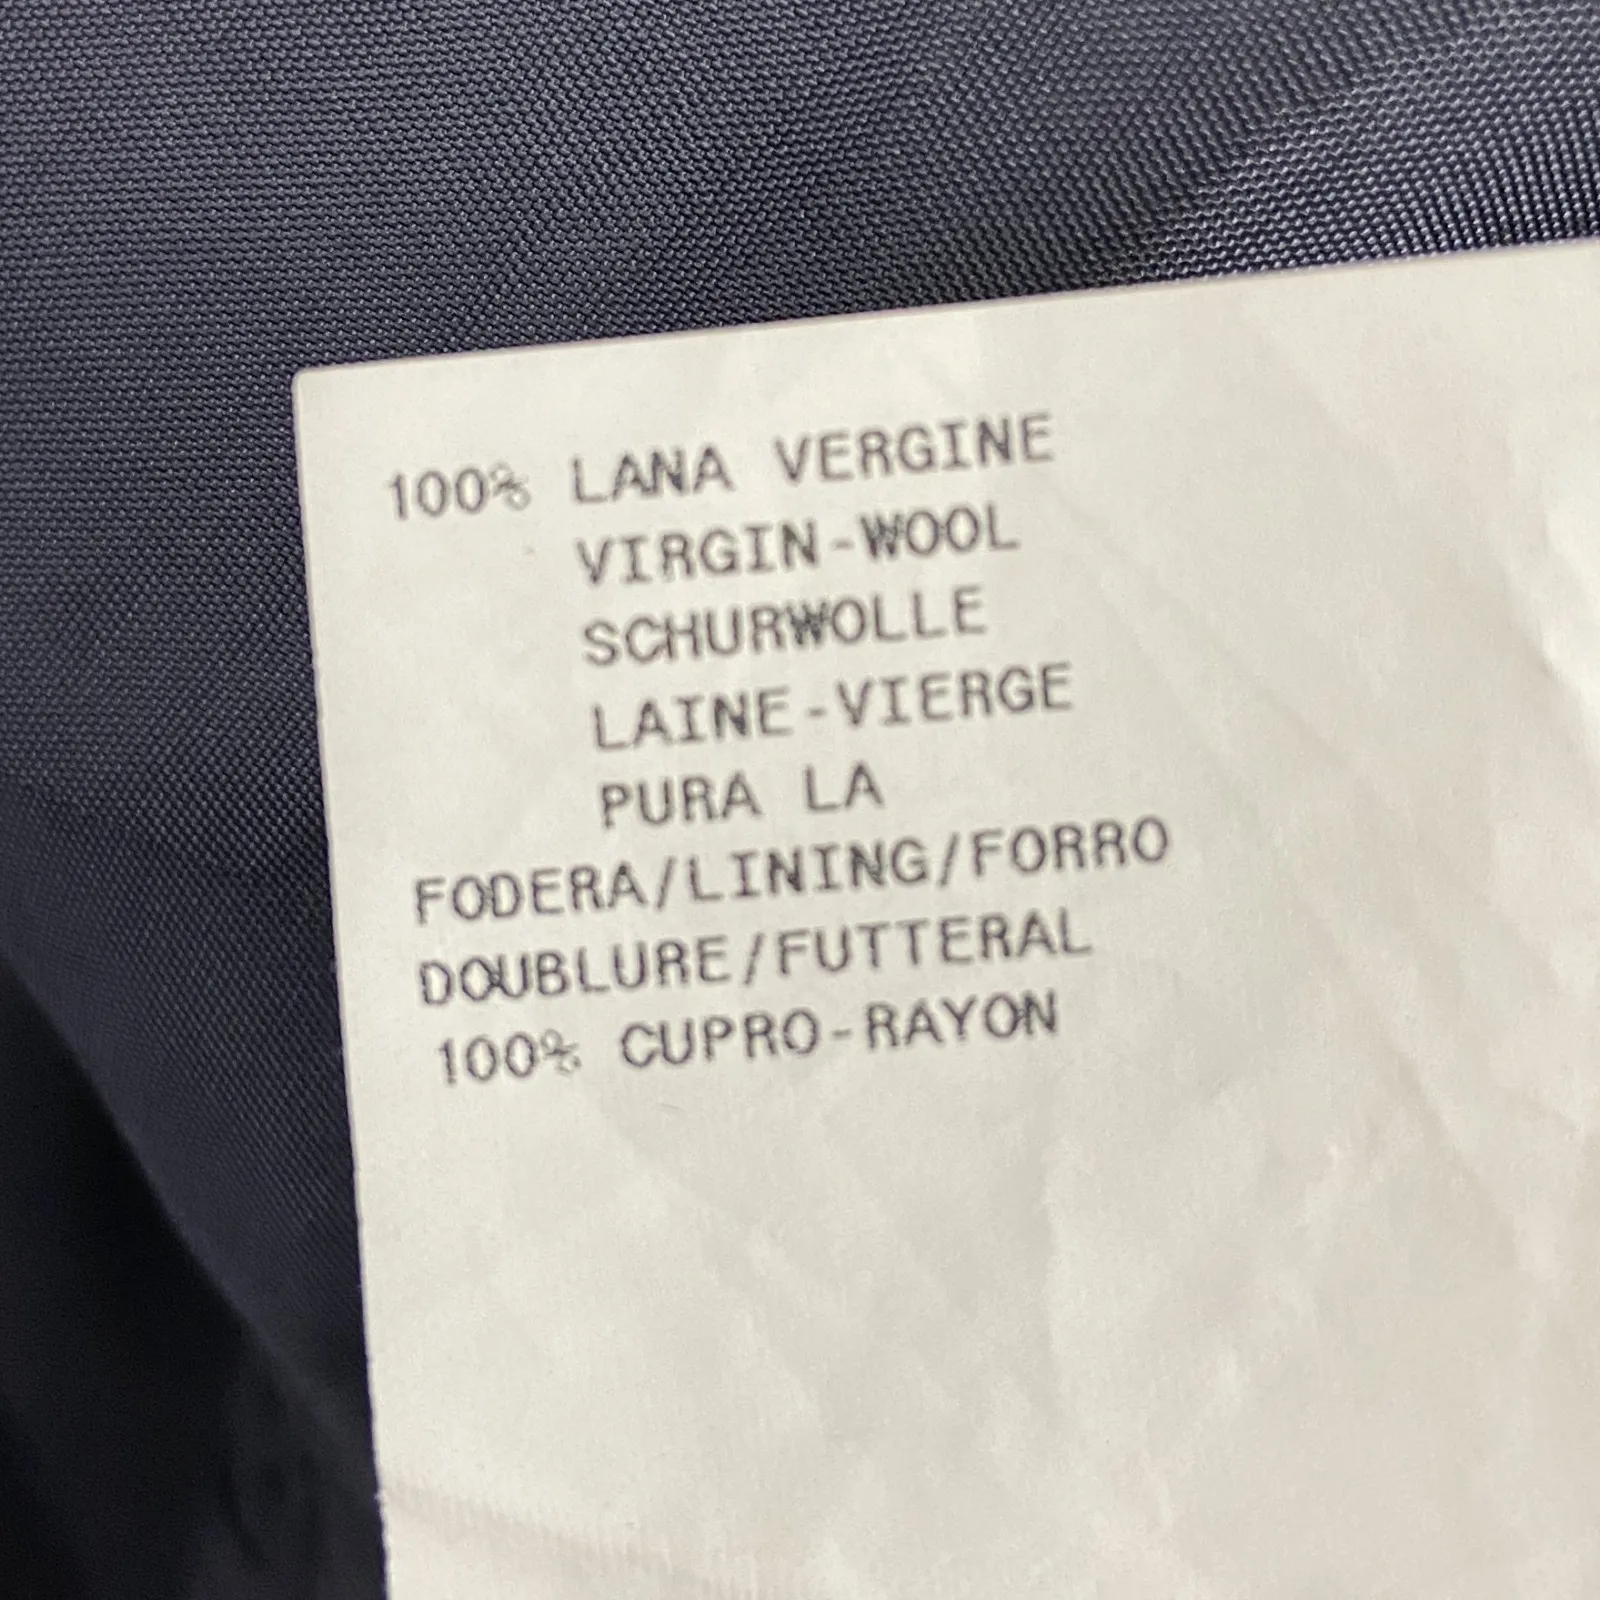 100% LANA VERGINE
VIRGIN-WOOL
SCHURWOLLE
LAINE-VIERGE
PURA LA
FODERA/LINING/FORRO
DOUBLURE/FUTTERAL
100% CUPRO-RAYON